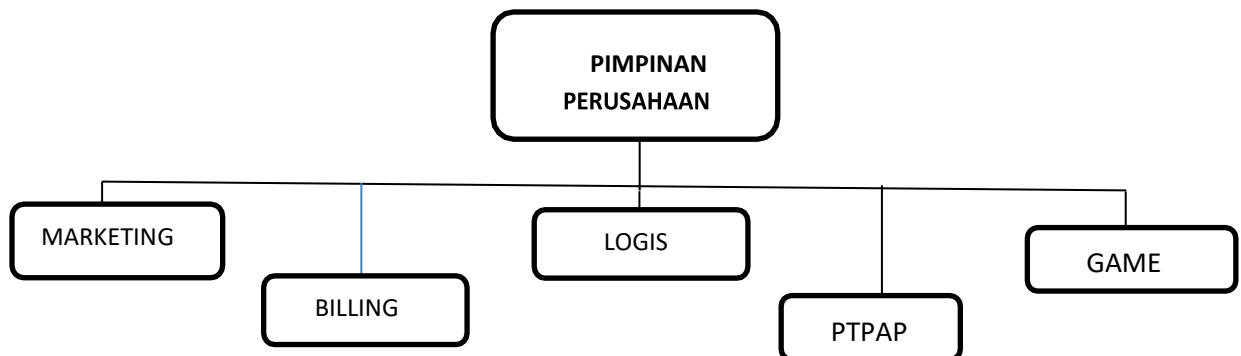 PIMPINAN
PERUSAHAAN
MARKETING
BILLING
LOGIS
PTPAP
GAME